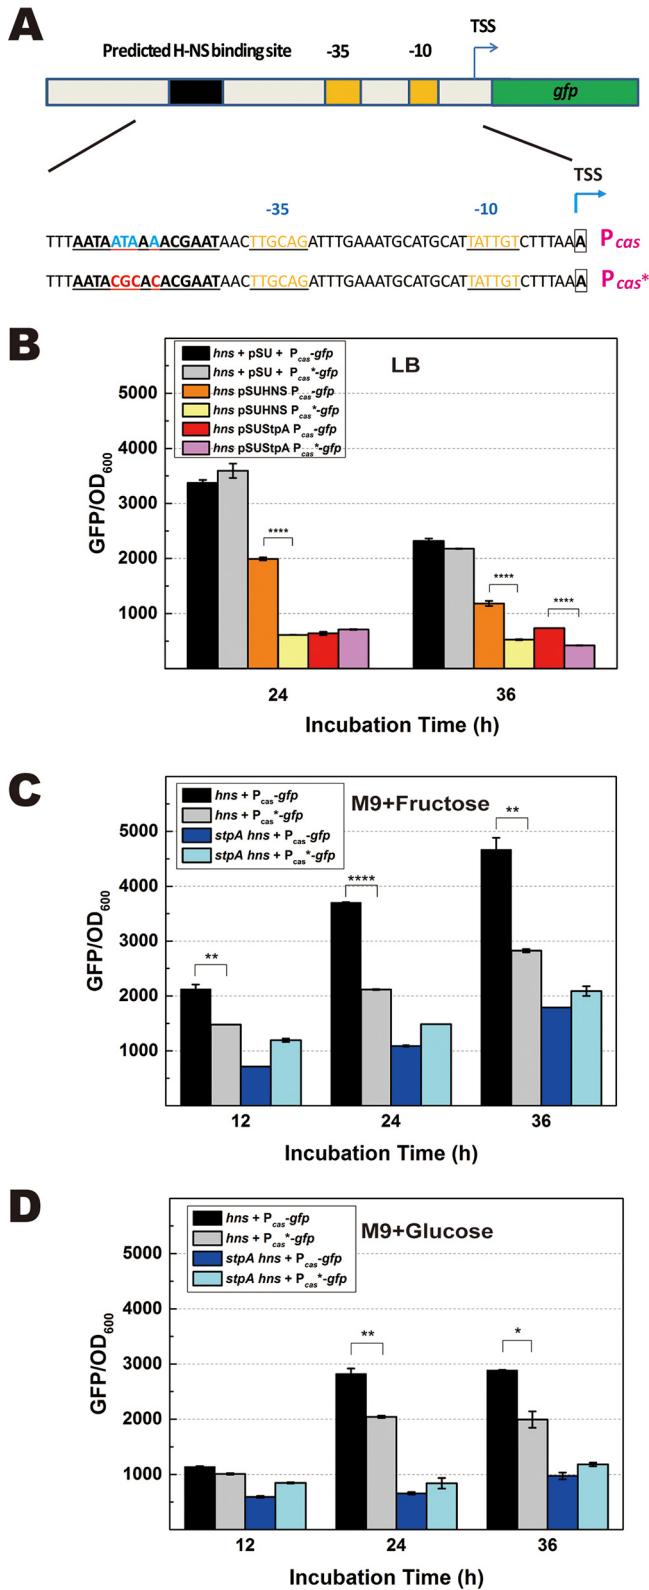 A
Predicted H-NS binding site -35 -10 TSS
gfp
TSS
-35 -10
TTTAATAATAAAACGAATAACTTGCAGATTTGAAATGCATGCATTATTGTCTTTAAA Pcas
TTTAATACGCACACGAATAACTTGCAGATTTGAAATGCATGCATTATTGTCTTTAAA Pcas*
B
LB
hns + pSU + Pcas-gfp
hns + pSU + Pcas*-gfp
hns pSUHNS Pcas-gfp
hns pSUHNS Pcas*-gfp
hns pSUStpA Pcas-gfp
hns pSUStpA Pcas*-gfp
GFP/OD600
5000
4000
3000
2000
1000
****
****
****
24 36
Incubation Time (h)
C
M9+Fructose
hns + Pcas-gfp
hns + Pcas*-gfp
stpA hns + Pcas-gfp
stpA hns + Pcas*-gfp
GFP/OD600
5000
4000
3000
2000
1000
**
****
**
12 24 36
Incubation Time (h)
D
M9+Glucose
hns + Pcas-gfp
hns + Pcas*-gfp
stpA hns + Pcas-gfp
stpA hns + Pcas*-gfp
GFP/OD600
5000
4000
3000
2000
1000
**
*
12 24 36
Incubation Time (h)